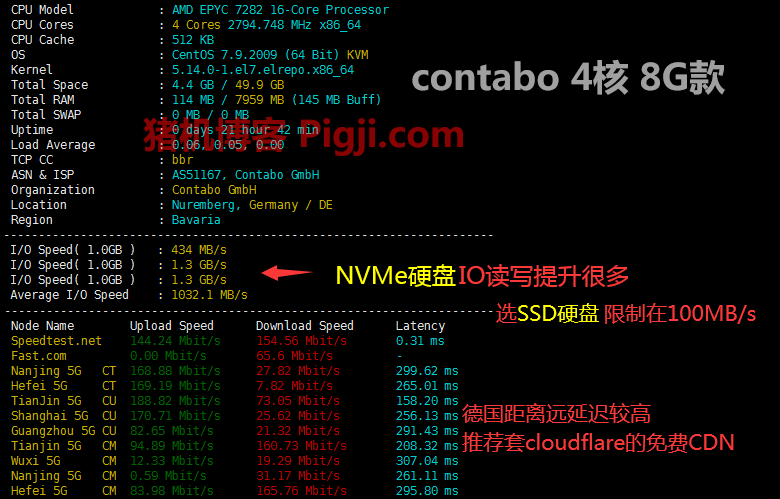 CPU Model : AMD EPYC 7282 16-Core Processor
CPU Cores : 4 Cores 2794.748 MHz x86_64
CPU Cache : 512 KB
OS : CentOS 7.9.2009 (64 Bit) KVM
Kernel : 5.14.0-1.el7.elrepo.x86_64
contabo 4核 8G款
Total Space : 4.4 GB / 49.9 GB
Total RAM : 114 MB / 7959 MB (145 MB Buff)
Total SWAP : 0 MB / 0 MB
Uptime : 0 days 21 hour 42 min
猪机博客 Pigji.com
Load Average : 0.06, 0.05, 0.00
TCP CC : bbr
ASN & ISP : AS51167, Contabo GmbH
Organization : Contabo GmbH
Location : Nuremberg, Germany / DE
Region : Bavaria
I/O Speed( 1.0GB ) : 434 MB/s
I/O Speed( 1.0GB ) : 1.3 GB/s
I/O Speed( 1.0GB ) : 1.3 GB/s
NVMe硬盘IO读写提升很多
Average I/O Speed : 1032.1 MB/s
选SSD硬盘 限制在100MB/s
Node Name Upload Speed Download Speed Latency
Speedtest.net 144.24 Mbit/s 154.56 Mbit/s 0.31 ms
Fast.com 0.00 Mbit/s 65.6 Mbit/s -
Nanjing 5G CT 168.88 Mbit/s 27.82 Mbit/s 299.62 ms
Hefei 5G CT 169.19 Mbit/s 7.82 Mbit/s 265.01 ms
TianJin 5G CU 188.82 Mbit/s 73.05 Mbit/s 158.20 ms
Shanghai 5G CU 170.71 Mbit/s 25.62 Mbit/s 256.13 ms
德国距离远延迟较高
Guangzhou 5G CU 82.65 Mbit/s 21.32 Mbit/s 291.43 ms
Tianjin 5G CM 94.89 Mbit/s 160.73 Mbit/s 208.32 ms
推荐套cloudflare的免费CDN
Wuxi 5G CM 12.33 Mbit/s 19.29 Mbit/s 307.04 ms
Nanjing 5G CM 0.59 Mbit/s 31.17 Mbit/s 261.11 ms
Hefei 5G CM 83.98 Mbit/s 165.76 Mbit/s 295.80 ms